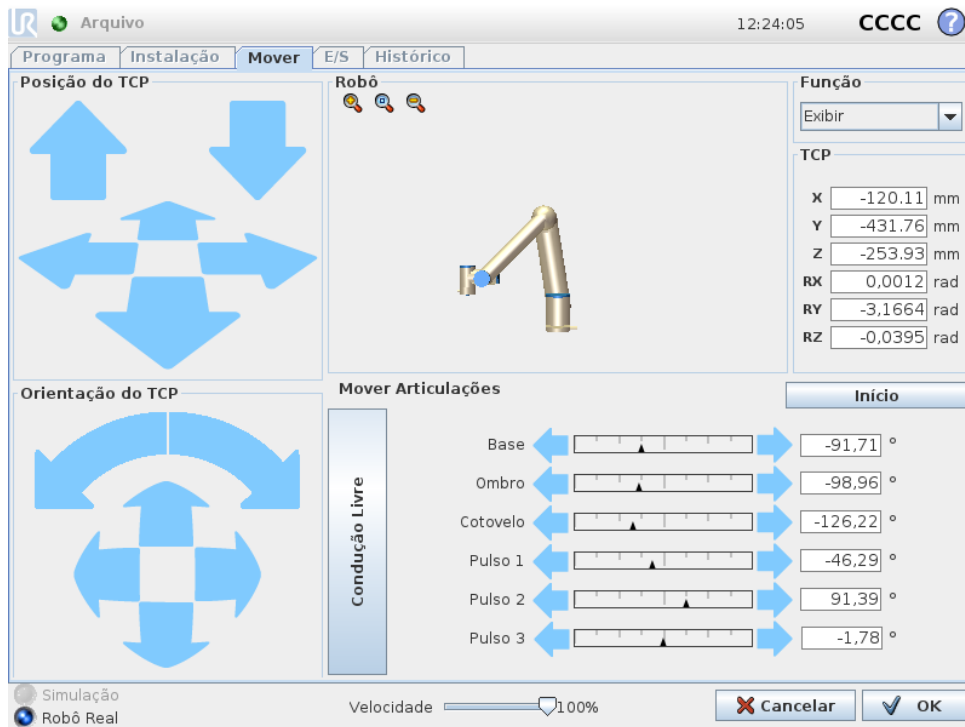 UR Arquivo 12:24:05 CCCC ?
Programa Instalação Mover E/S Histórico
Posição do TCP
Robô
Função
Exibir
TCP
X -120.11 mm
Y -431.76 mm
Z -253.93 mm
RX 0,0012 rad
RY -3,1664 rad
RZ -0,0395 rad
Orientação do TCP
Mover Articulações
Início
Condução Livre
Base -91,71 °
Ombro -98,96 °
Cotovelo -126,22 °
Pulso 1 -46,29 °
Pulso 2 91,39 °
Pulso 3 -1,78 °
Simulação
Robô Real
Velocidade 100%
Cancelar
OK